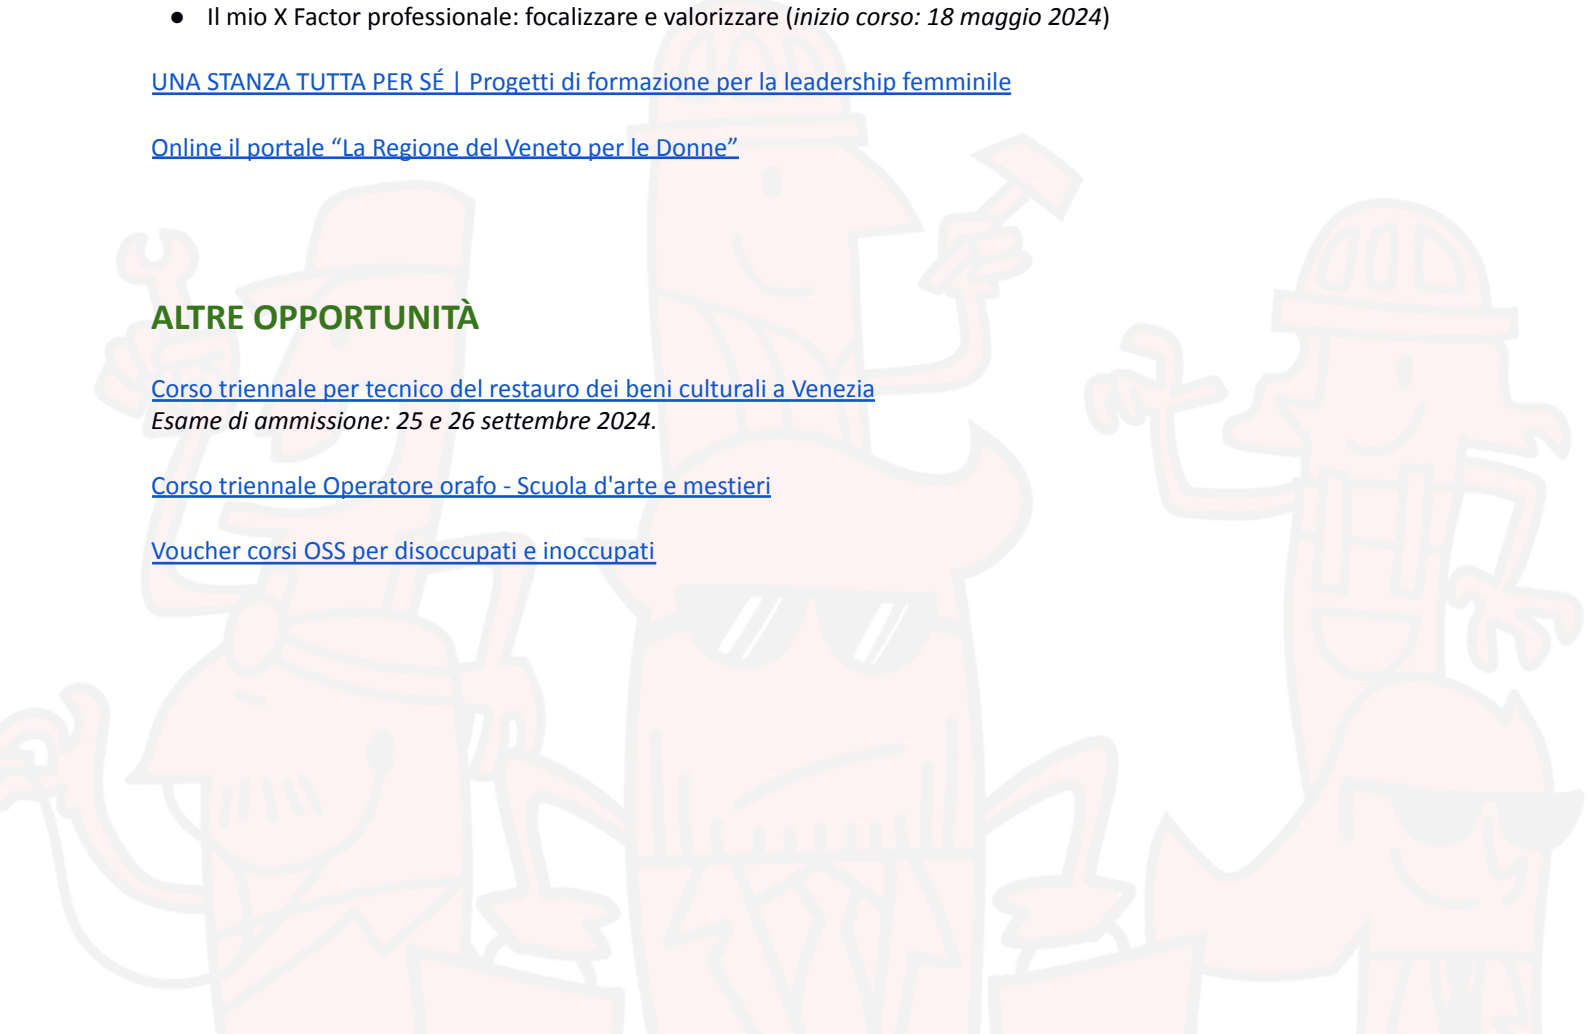 ● Il mio X Factor professionale: focalizzare e valorizzare (inizio corso: 18 maggio 2024)
UNA STANZA TUTTA PER SÉ | Progetti di formazione per la leadership femminile
Online il portale “La Regione del Veneto per le Donne”
ALTRE OPPORTUNITÀ
Corso triennale per tecnico del restauro dei beni culturali a Venezia
Esame di ammissione: 25 e 26 settembre 2024.
Corso triennale Operatore orafo - Scuola d'arte e mestieri
Voucher corsi OSS per disoccupati e inoccupati